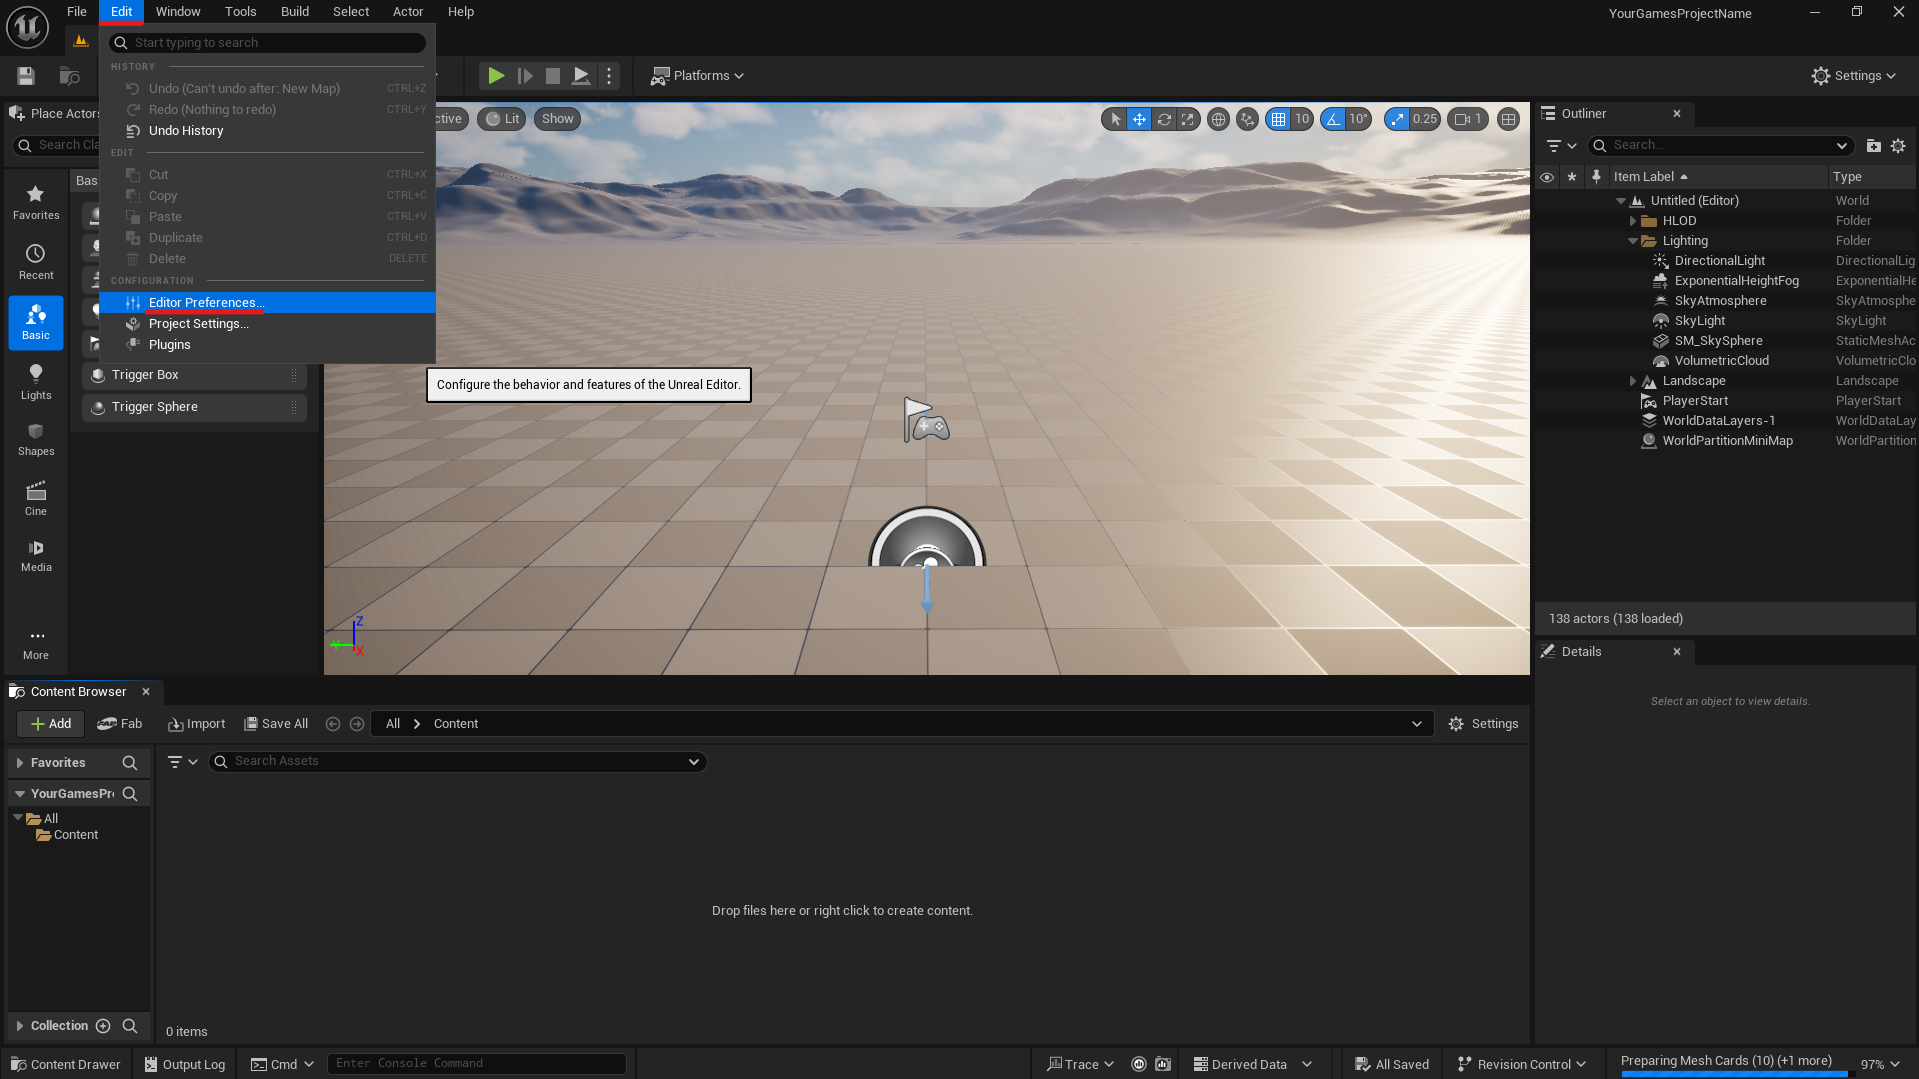 File Edit Window Tools Build Select Actor Help
YourGamesProjectName
Start typing to search
HISTORY
Undo (Can't undo after: New Map) CTRL+Z
Redo (Nothing to redo) CTRL+Y
Undo History
EDIT
Cut CTRL+X
Copy CTRL+C
Paste CTRL+V
Duplicate CTRL+D
Delete DELETE
CONFIGURATION
Editor Preferences...
Project Settings...
Plugins
Configure the behavior and features of the Unreal Editor.
Platforms
Settings
Place Actors
Search Cla
Bas
Favorites
Recent
Basic
Lights
Shapes
Cine
Media
More
Trigger Box
Trigger Sphere
ctive Lit Show
10 10° 0.25 1
Z
Y
X
Outliner
Search...
Item Label Type
Untitled (Editor) World
HLOD Folder
Lighting Folder
DirectionalLight DirectionalLig
ExponentialHeightFog ExponentialHe
SkyAtmosphere SkyAtmosphe
SkyLight SkyLight
SM_SkySphere StaticMeshAc
VolumetricCloud VolumetricClo
Landscape Landscape
PlayerStart PlayerStart
WorldDataLayers-1 WorldDataLay
WorldPartitionMiniMap WorldPartition
138 actors (138 loaded)
Details
Select an object to view details.
Content Browser
Add Fab Import Save All All Content Settings
Favorites
Search Assets
YourGamesPr
All
Content
Drop files here or right click to create content.
Collection
0 items
Content Drawer Output Log Cmd Enter Console Command Trace Derived Data All Saved Revision Control Preparing Mesh Cards (10) (+1 more) 97%